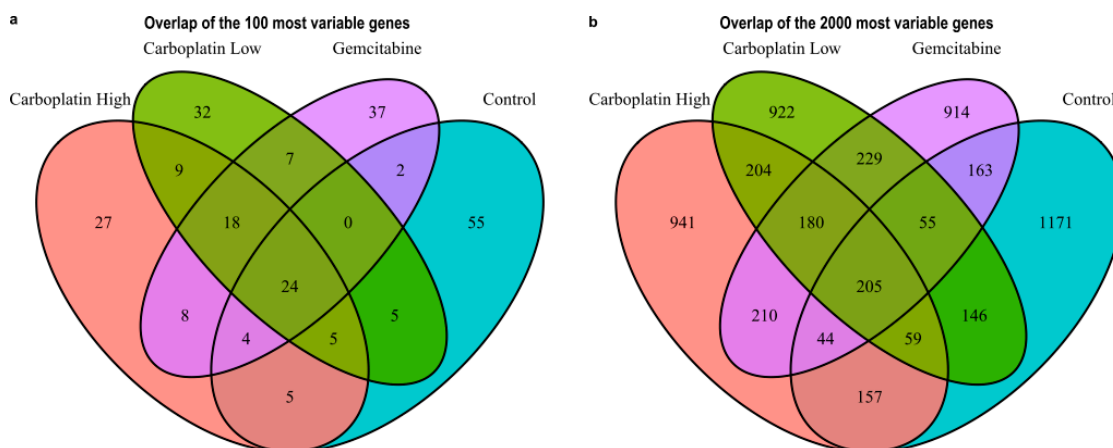 a
Overlap of the 100 most variable genes
Carboplatin Low
Gemcitabine
Carboplatin High
Control
32
37
9
7
2
27
18
0
55
24
8
4
5
5
5
b
Overlap of the 2000 most variable genes
Carboplatin Low
Gemcitabine
Carboplatin High
Control
922
914
204
229
163
941
180
55
1171
205
210
44
59
146
157